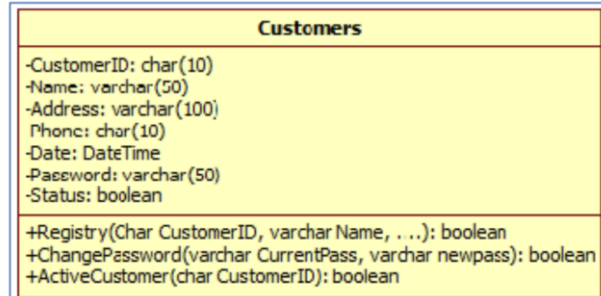 Customers
-CustomerID: char(10)
-Name: varchar(50)
-Address: varchar(100)
Phone: char(10)
-Date: DateTime
-Password: varchar(50)
-Status: boolean
+Registry(Char CustomerID, varchar Name, ....): boolean
+ChangePassword(varchar CurrentPass, varchar newpass): boolean
+ActiveCustomer(char CustomerID): boolean